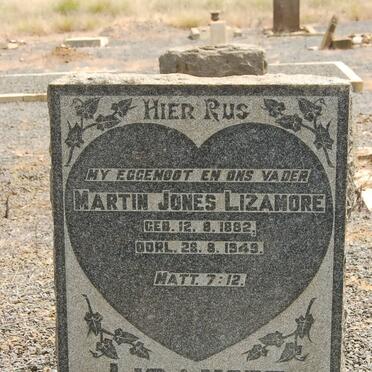 HIER RUS
MY EGGENOOT EN ONS VADER
MARTIN JONES LIZAMORE
GEB. 12. 8. 1882,
OORL. 28. 8. 1949.
MATT. 7:12.
LIZAMORE